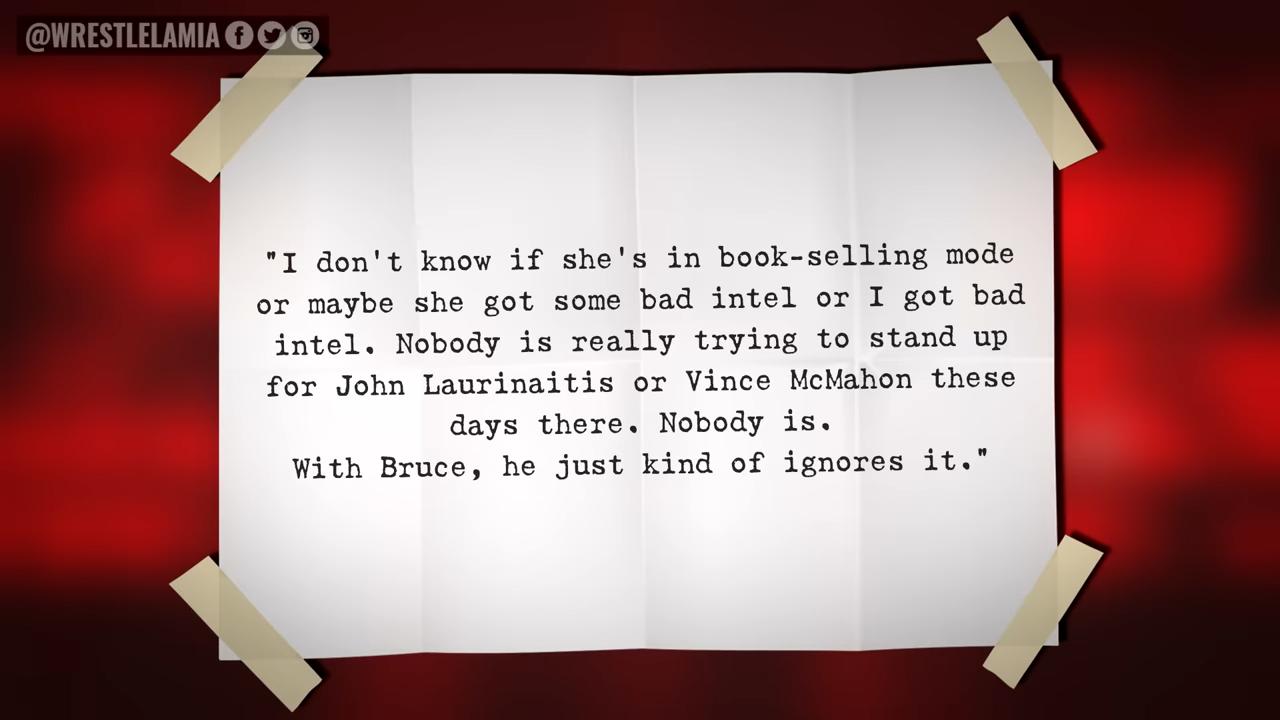 @WRESTLELAMIA
"I don't know if she's in book-selling mode
or maybe she got some bad intel or I got bad
intel. Nobody is really trying to stand up
for John Laurinaitis or Vince McMahon these
days there. Nobody is.
With Bruce, he just kind of ignores it."